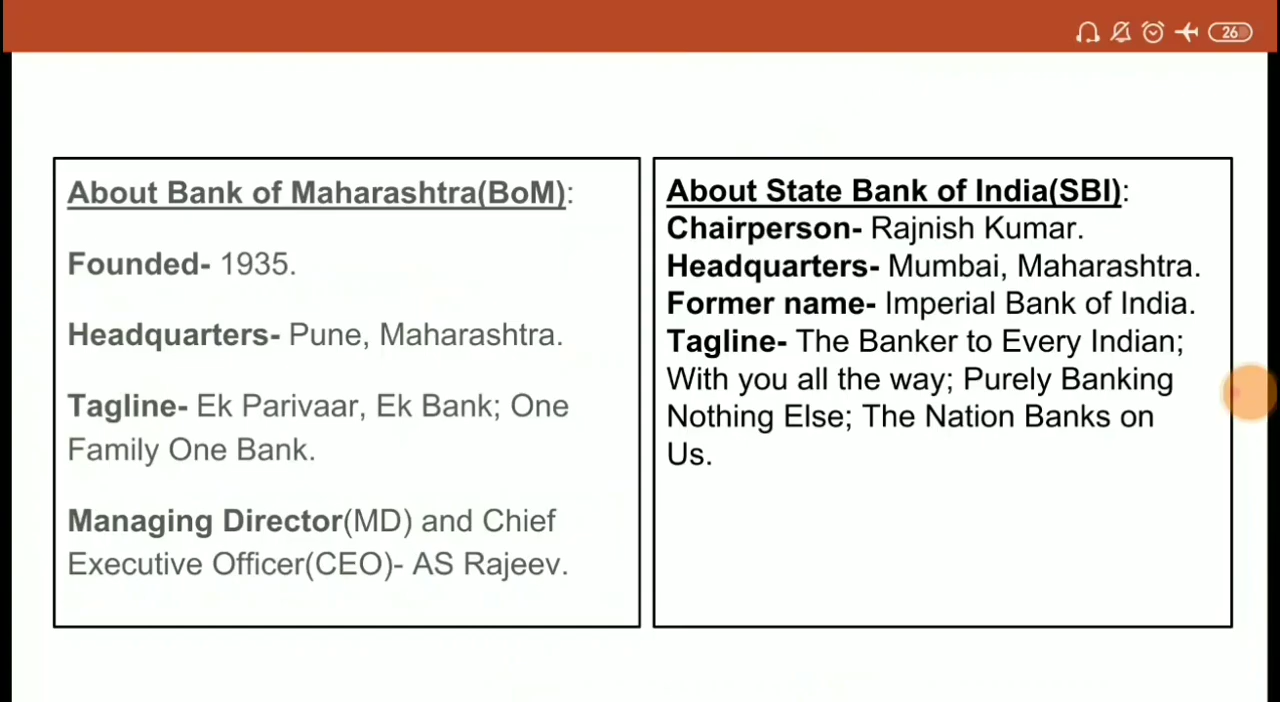 26
About Bank of Maharashtra(BoM):
Founded- 1935.
Headquarters- Pune, Maharashtra.
Tagline- Ek Parivaar, Ek Bank; One
Family One Bank.
Managing Director(MD) and Chief
Executive Officer(CEO)- AS Rajeev.
About State Bank of India(SBI):
Chairperson- Rajnish Kumar.
Headquarters- Mumbai, Maharashtra.
Former name- Imperial Bank of India.
Tagline- The Banker to Every Indian;
With you all the way; Purely Banking
Nothing Else; The Nation Banks on
Us.